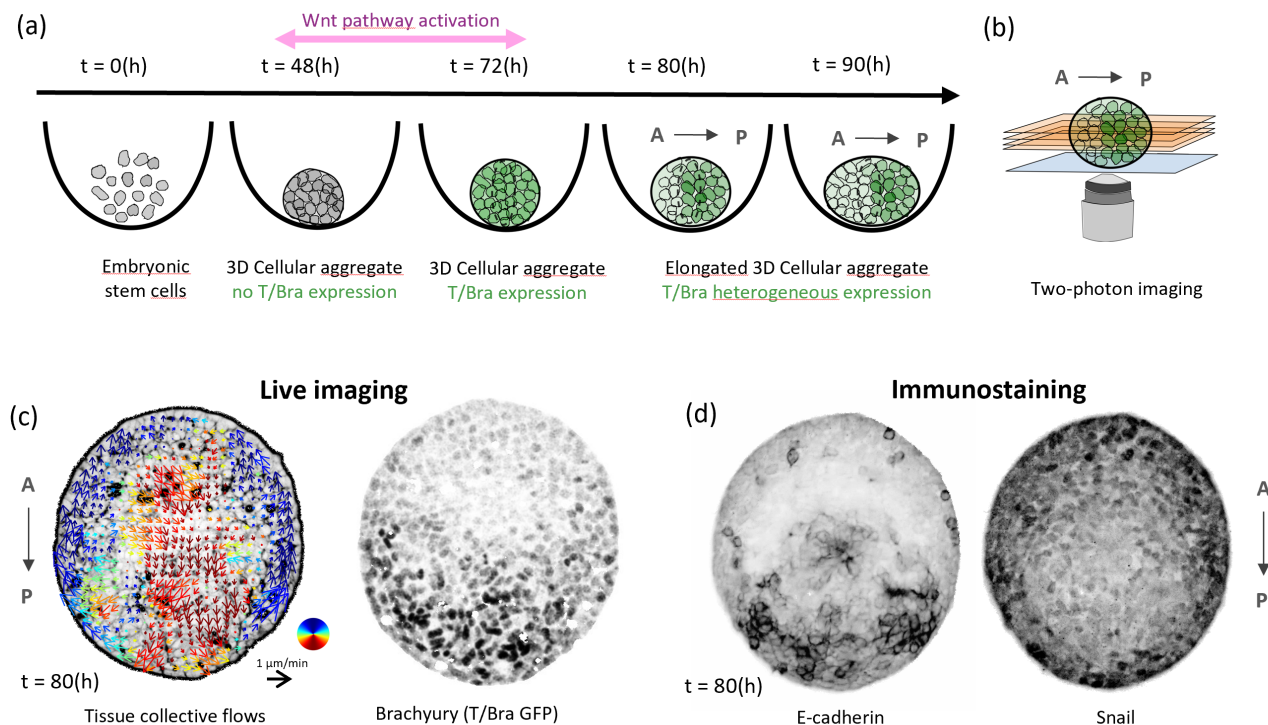 (a)
Wnt pathway activation
t = 0(h)
t = 48(h)
t = 72(h)
t = 80(h)
t = 90(h)
A
P
A
P
Embryonic
stem cells
3D Cellular aggregate
no T/Bra expression
3D Cellular aggregate
T/Bra expression
Elongated 3D Cellular aggregate
T/Bra heterogeneous expression
(b)
A
P
Two-photon imaging
Live imaging
(c)
A
P
1 µm/min
t = 80(h)
Tissue collective flows
Brachyury (T/Bra GFP)
Immunostaining
(d)
A
P
t = 80(h)
E-cadherin
Snail